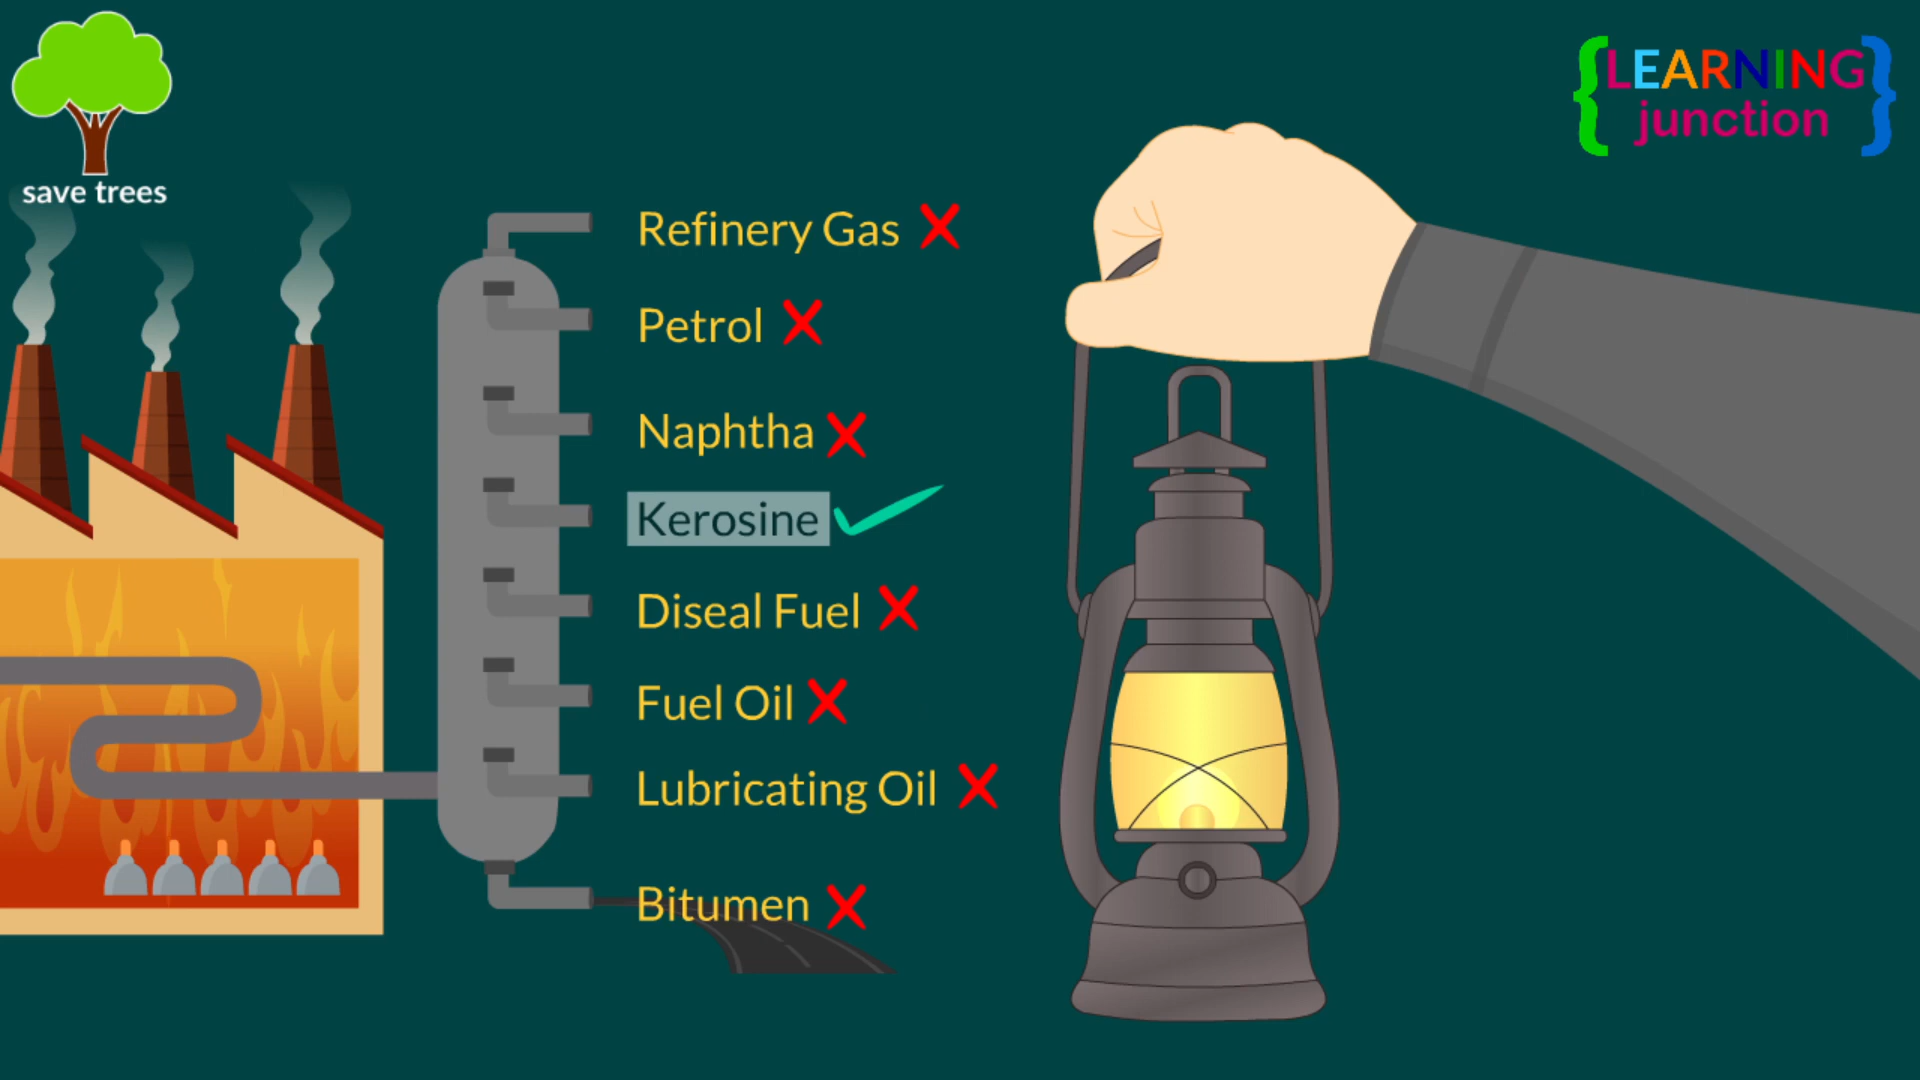 save trees
{LEARNING}
junction
Refinery Gas
Petrol
Naphtha
Kerosine
Diseal Fuel
Fuel Oil
Lubricating Oil
Bitumen